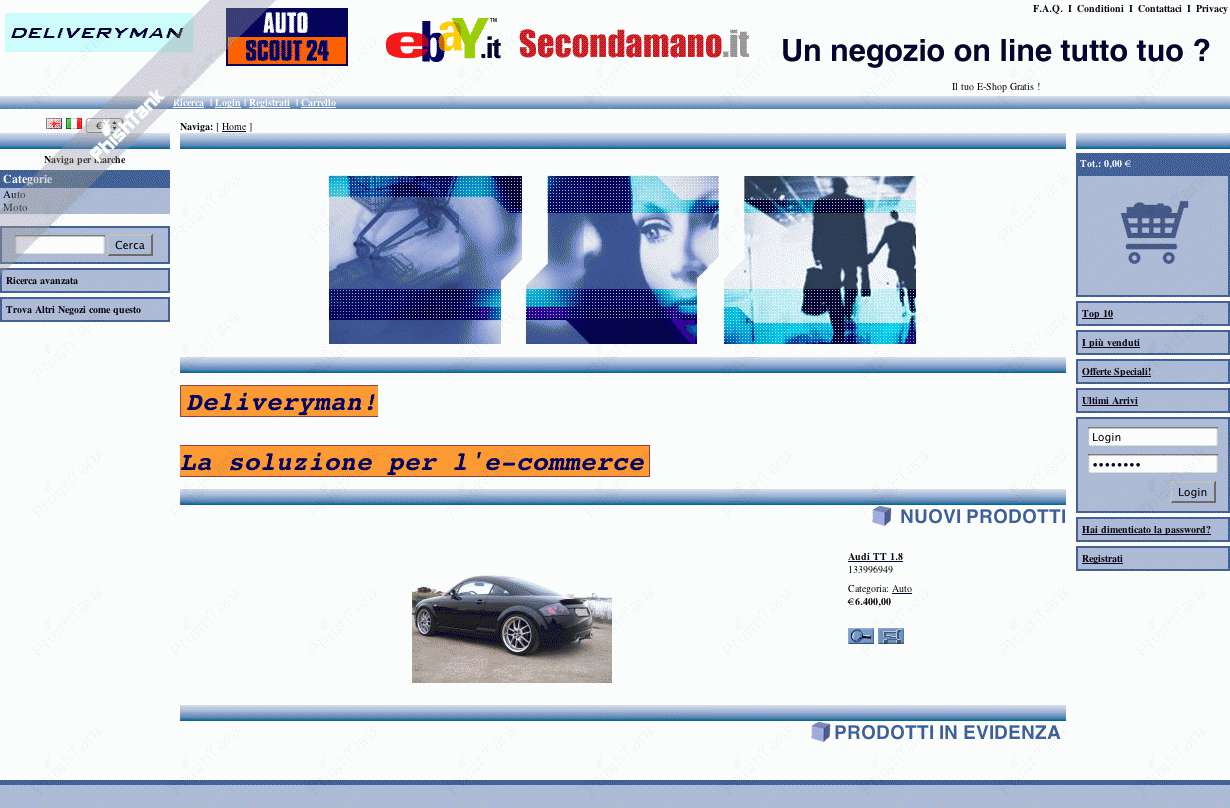 F.A.Q. I Conditioni I Contattaci I Privacy
DELIVERYMAN
AUTO
SCOUT 24
ebaY.it
TM
Secondamano.it
Un negozio on line tutto tuo ?
Il tuo E-Shop Gratis !
Ricerca | Login | Registrati | Carrello
PhishTank
€
Naviga: [ Home ]
Naviga per marche
Categorie
Auto
Moto
Cerca
Ricerca avanzata
Trova Altri Negozi come questo
Tot.: 0,00 €
Top 10
I più venduti
Offerte Speciali!
Ultimi Arrivi
Login
••••••••
Login
Hai dimenticato la password?
Registrati
Deliveryman!
La soluzione per l'e-commerce
NUOVI PRODOTTI
Audi TT 1.8
133996949
Categoria: Auto
€6.400,00
PRODOTTI IN EVIDENZA